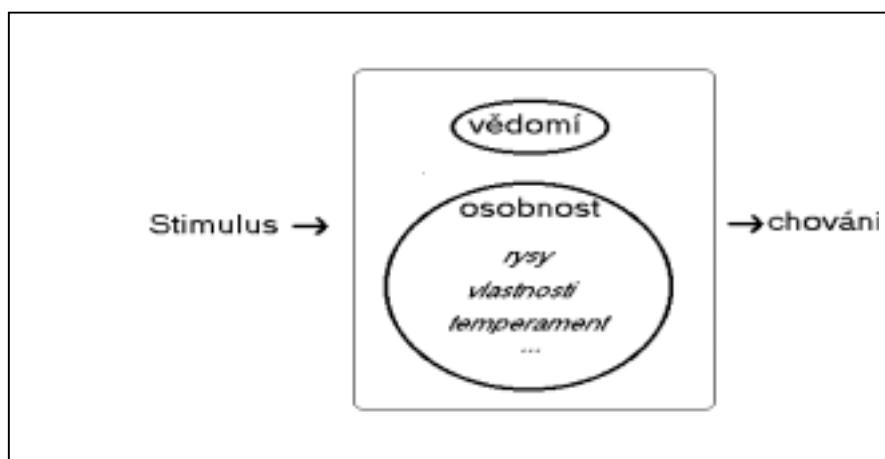 vědomí
osobnost
Stimulus → → chování
rysy
vlastnosti
temperament
...